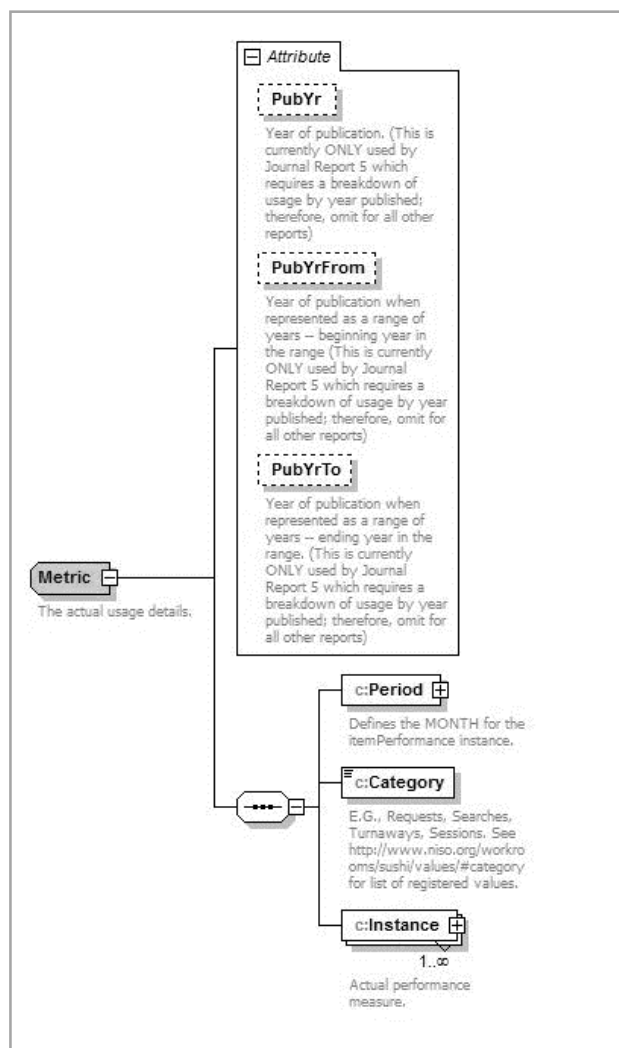 Attribute
PubYr
Year of publication. (This is
currently ONLY used by
Journal Report 5 which
requires a breakdown of
usage by year published;
therefore, omit for all other
reports)
PubYrFrom
Year of publication when
represented as a range of
years -- beginning year in
the range (This is currently
ONLY used by Journal
Report 5 which requires a
breakdown of usage by year
published; therefore, omit for
all other reports)
PubYrTo
Year of publication when
represented as a range of
years -- ending year in the
range. (This is currently
ONLY used by Journal
Report 5 which requires a
breakdown of usage by year
published; therefore, omit for
all other reports)
Metric
The actual usage details.
c:Period
Defines the MONTH for the
itemPerformance instance.
c:Category
E.G., Requests, Searches,
Turnaways, Sessions. See
http://www.niso.org/workro
oms/sushi/values/#category
for list of registered values.
c:Instance
1..∞
Actual performance
measure.